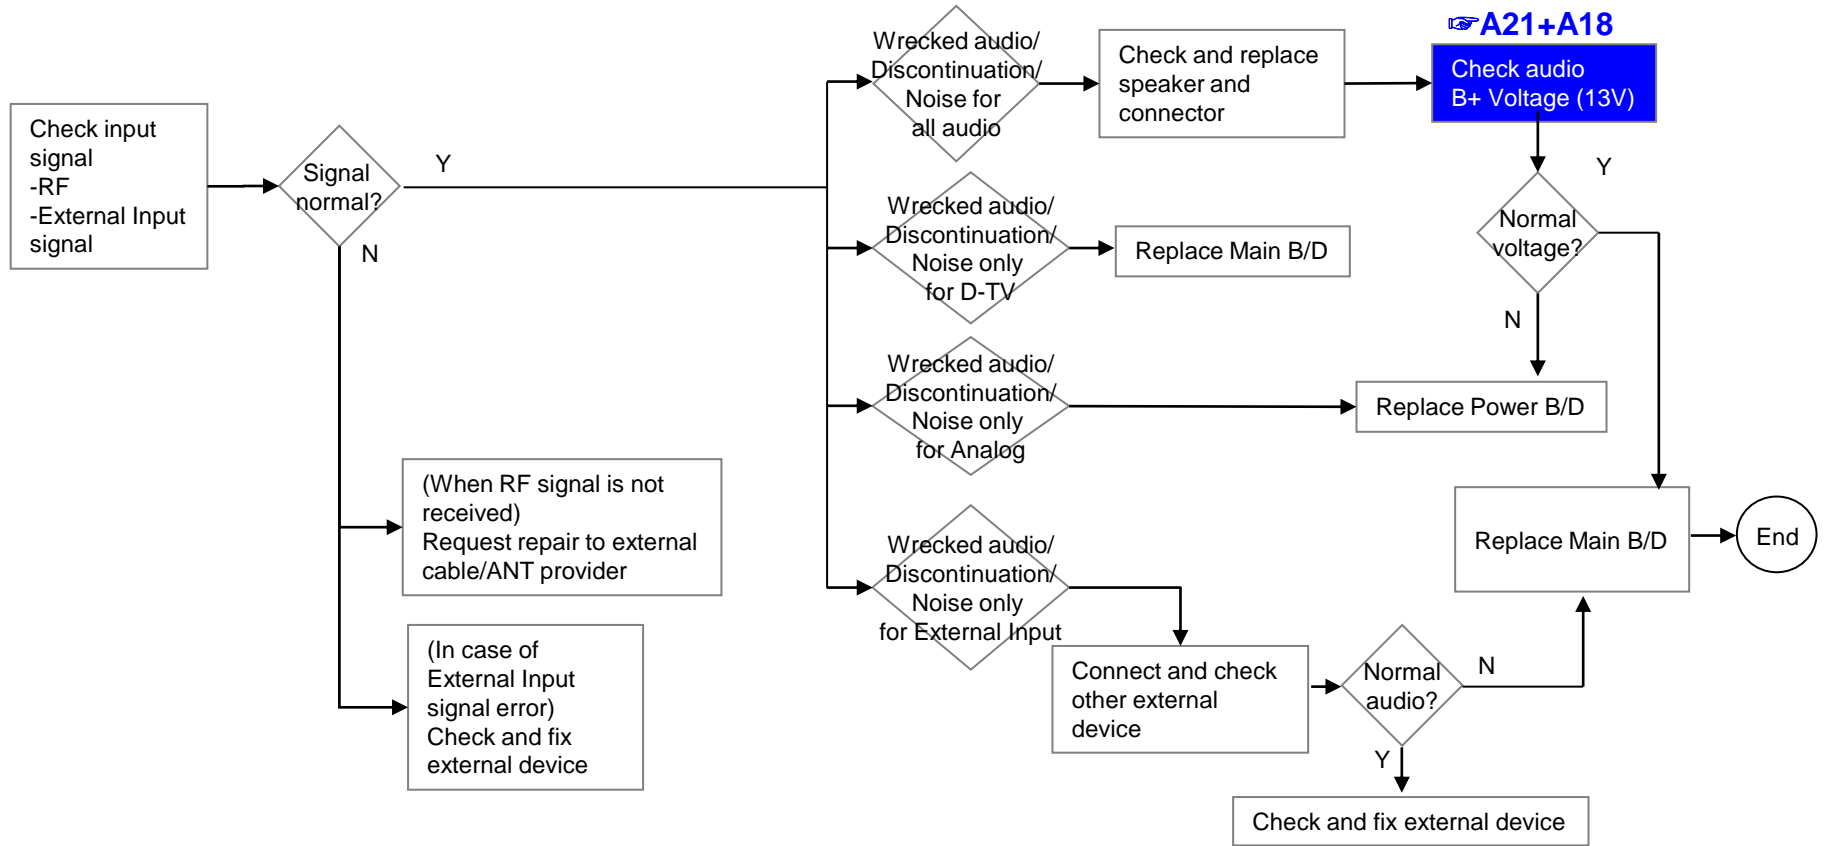 ☞A21+A18
Check input
signal
-RF
-External Input
signal
Signal
normal?
Y
N
(When RF signal is not
received)
Request repair to external
cable/ANT provider
(In case of
External Input
signal error)
Check and fix
external device
Wrecked audio/
Discontinuation/
Noise for
all audio
Check and replace
speaker and
connector
Check audio
B+ Voltage (13V)
Y
Normal
voltage?
N
Wrecked audio/
Discontinuation/
Noise only
for D-TV
Replace Main B/D
Wrecked audio/
Discontinuation/
Noise only
for Analog
Replace Power B/D
Wrecked audio/
Discontinuation/
Noise only
for External Input
Connect and check
other external
device
Normal
audio?
N
Y
Replace Main B/D
End
Check and fix external device